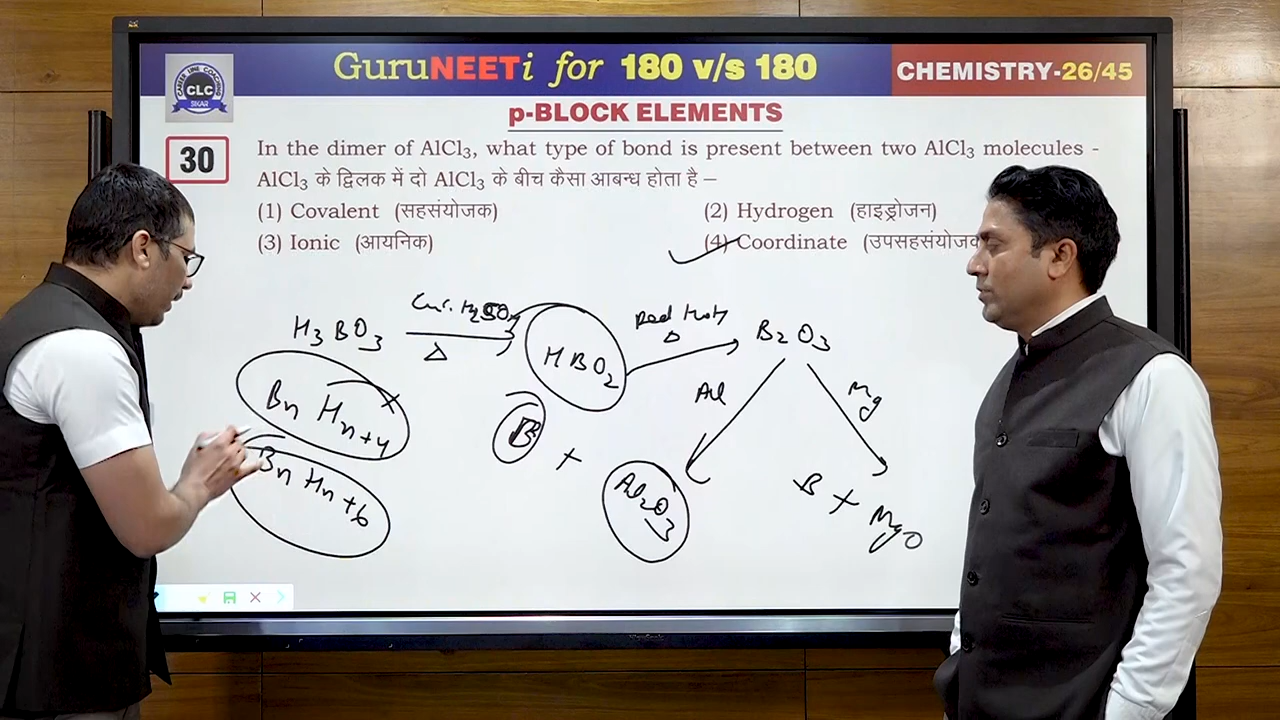 GuruNEETi for 180 v/s 180
CHEMISTRY-26/45
CAREER LINE COACHING
CLC
SIKAR
p-BLOCK ELEMENTS
30
In the dimer of AlCl₃, what type of bond is present between two AlCl₃ molecules -
AlCl₃ के द्विलक में दो AlCl₃ के बीच कैसा आबन्ध होता है –
(1) Covalent (सहसंयोजक)
(2) Hydrogen (हाइड्रोजन)
(3) Ionic (आयनिक)
(4) Coordinate (उपसहसंयोजक
H₃BO₃
Δ
HBO₂
Red Hot
Δ
B₂O₃
Al
Mg
BnHn+4
BnHn+6
B + Al₂O₃
B + MgO